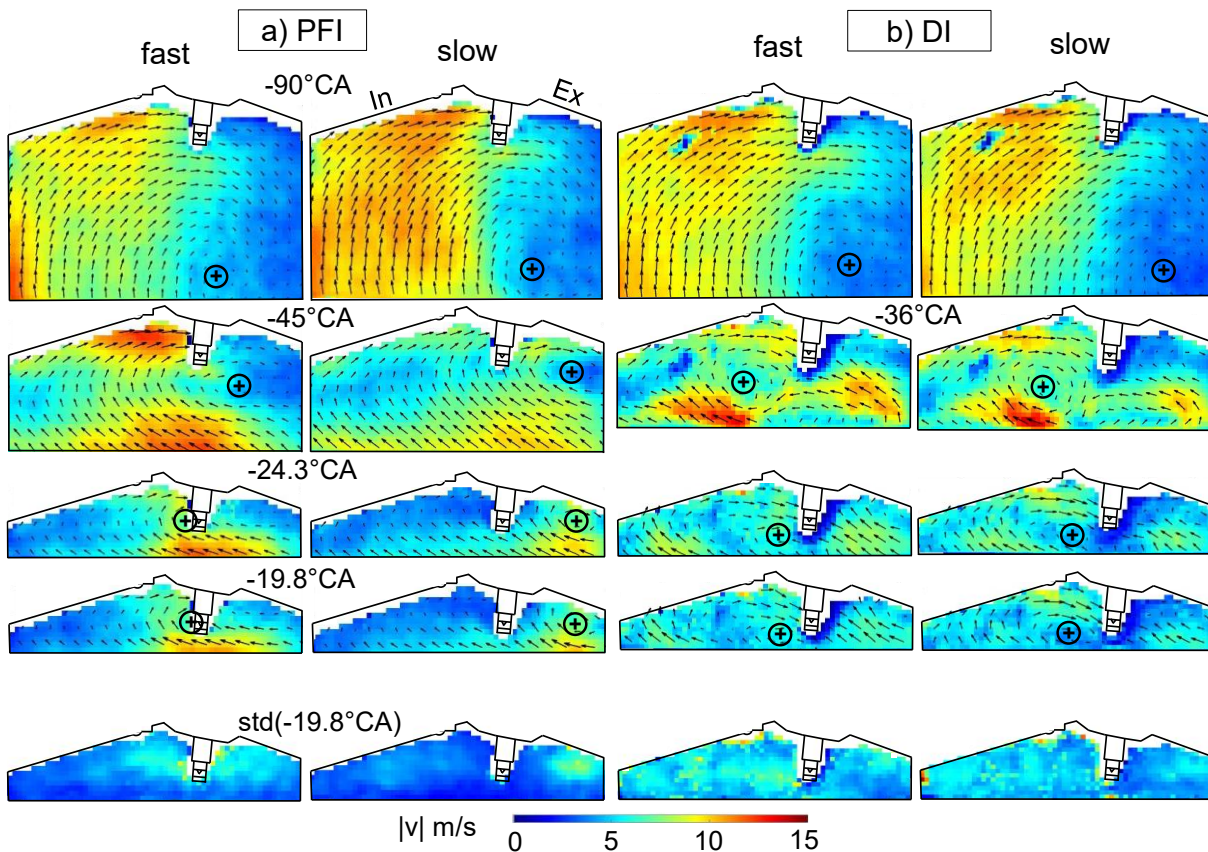 a) PFI
b) DI
fast
slow
fast
slow
-90°CA
In
Ex
-45°CA
-36°CA
-24.3°CA
-19.8°CA
std(-19.8°CA)
|v| m/s
0
5
10
15